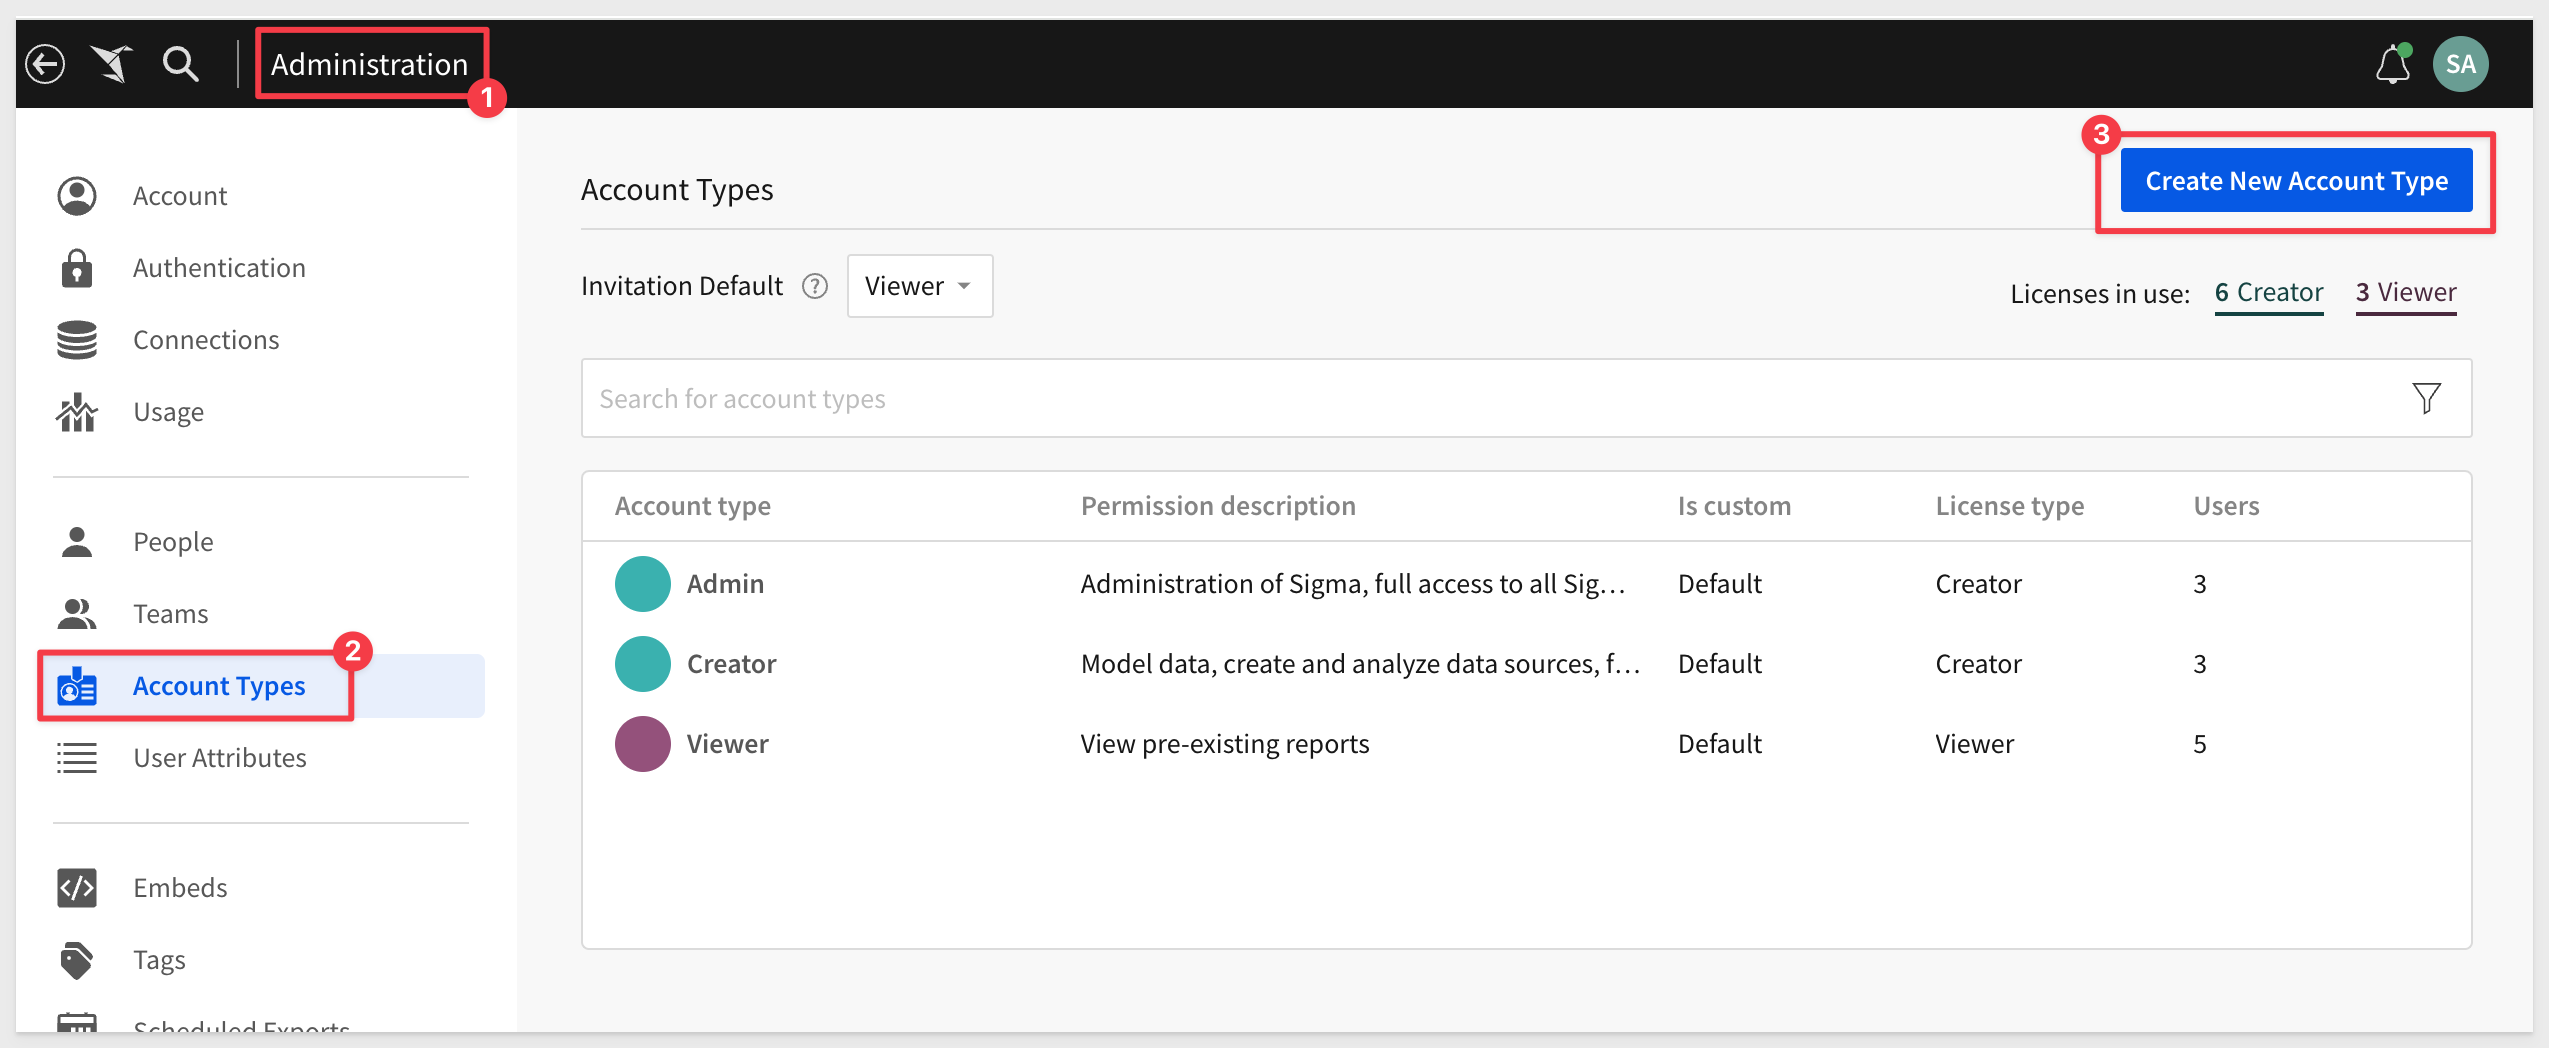 Administration
1
SA
Account
Authentication
Connections
Usage
People
Teams
2
Account Types
User Attributes
Embeds
Tags
Scheduled Exports
Account Types
3
Create New Account Type
Invitation Default ? Viewer
Licenses in use: 6 Creator 3 Viewer
Search for account types
Account type Permission description Is custom License type Users
Admin Administration of Sigma, full access to all Sig... Default Creator 3
Creator Model data, create and analyze data sources, f... Default Creator 3
Viewer View pre-existing reports Default Viewer 5